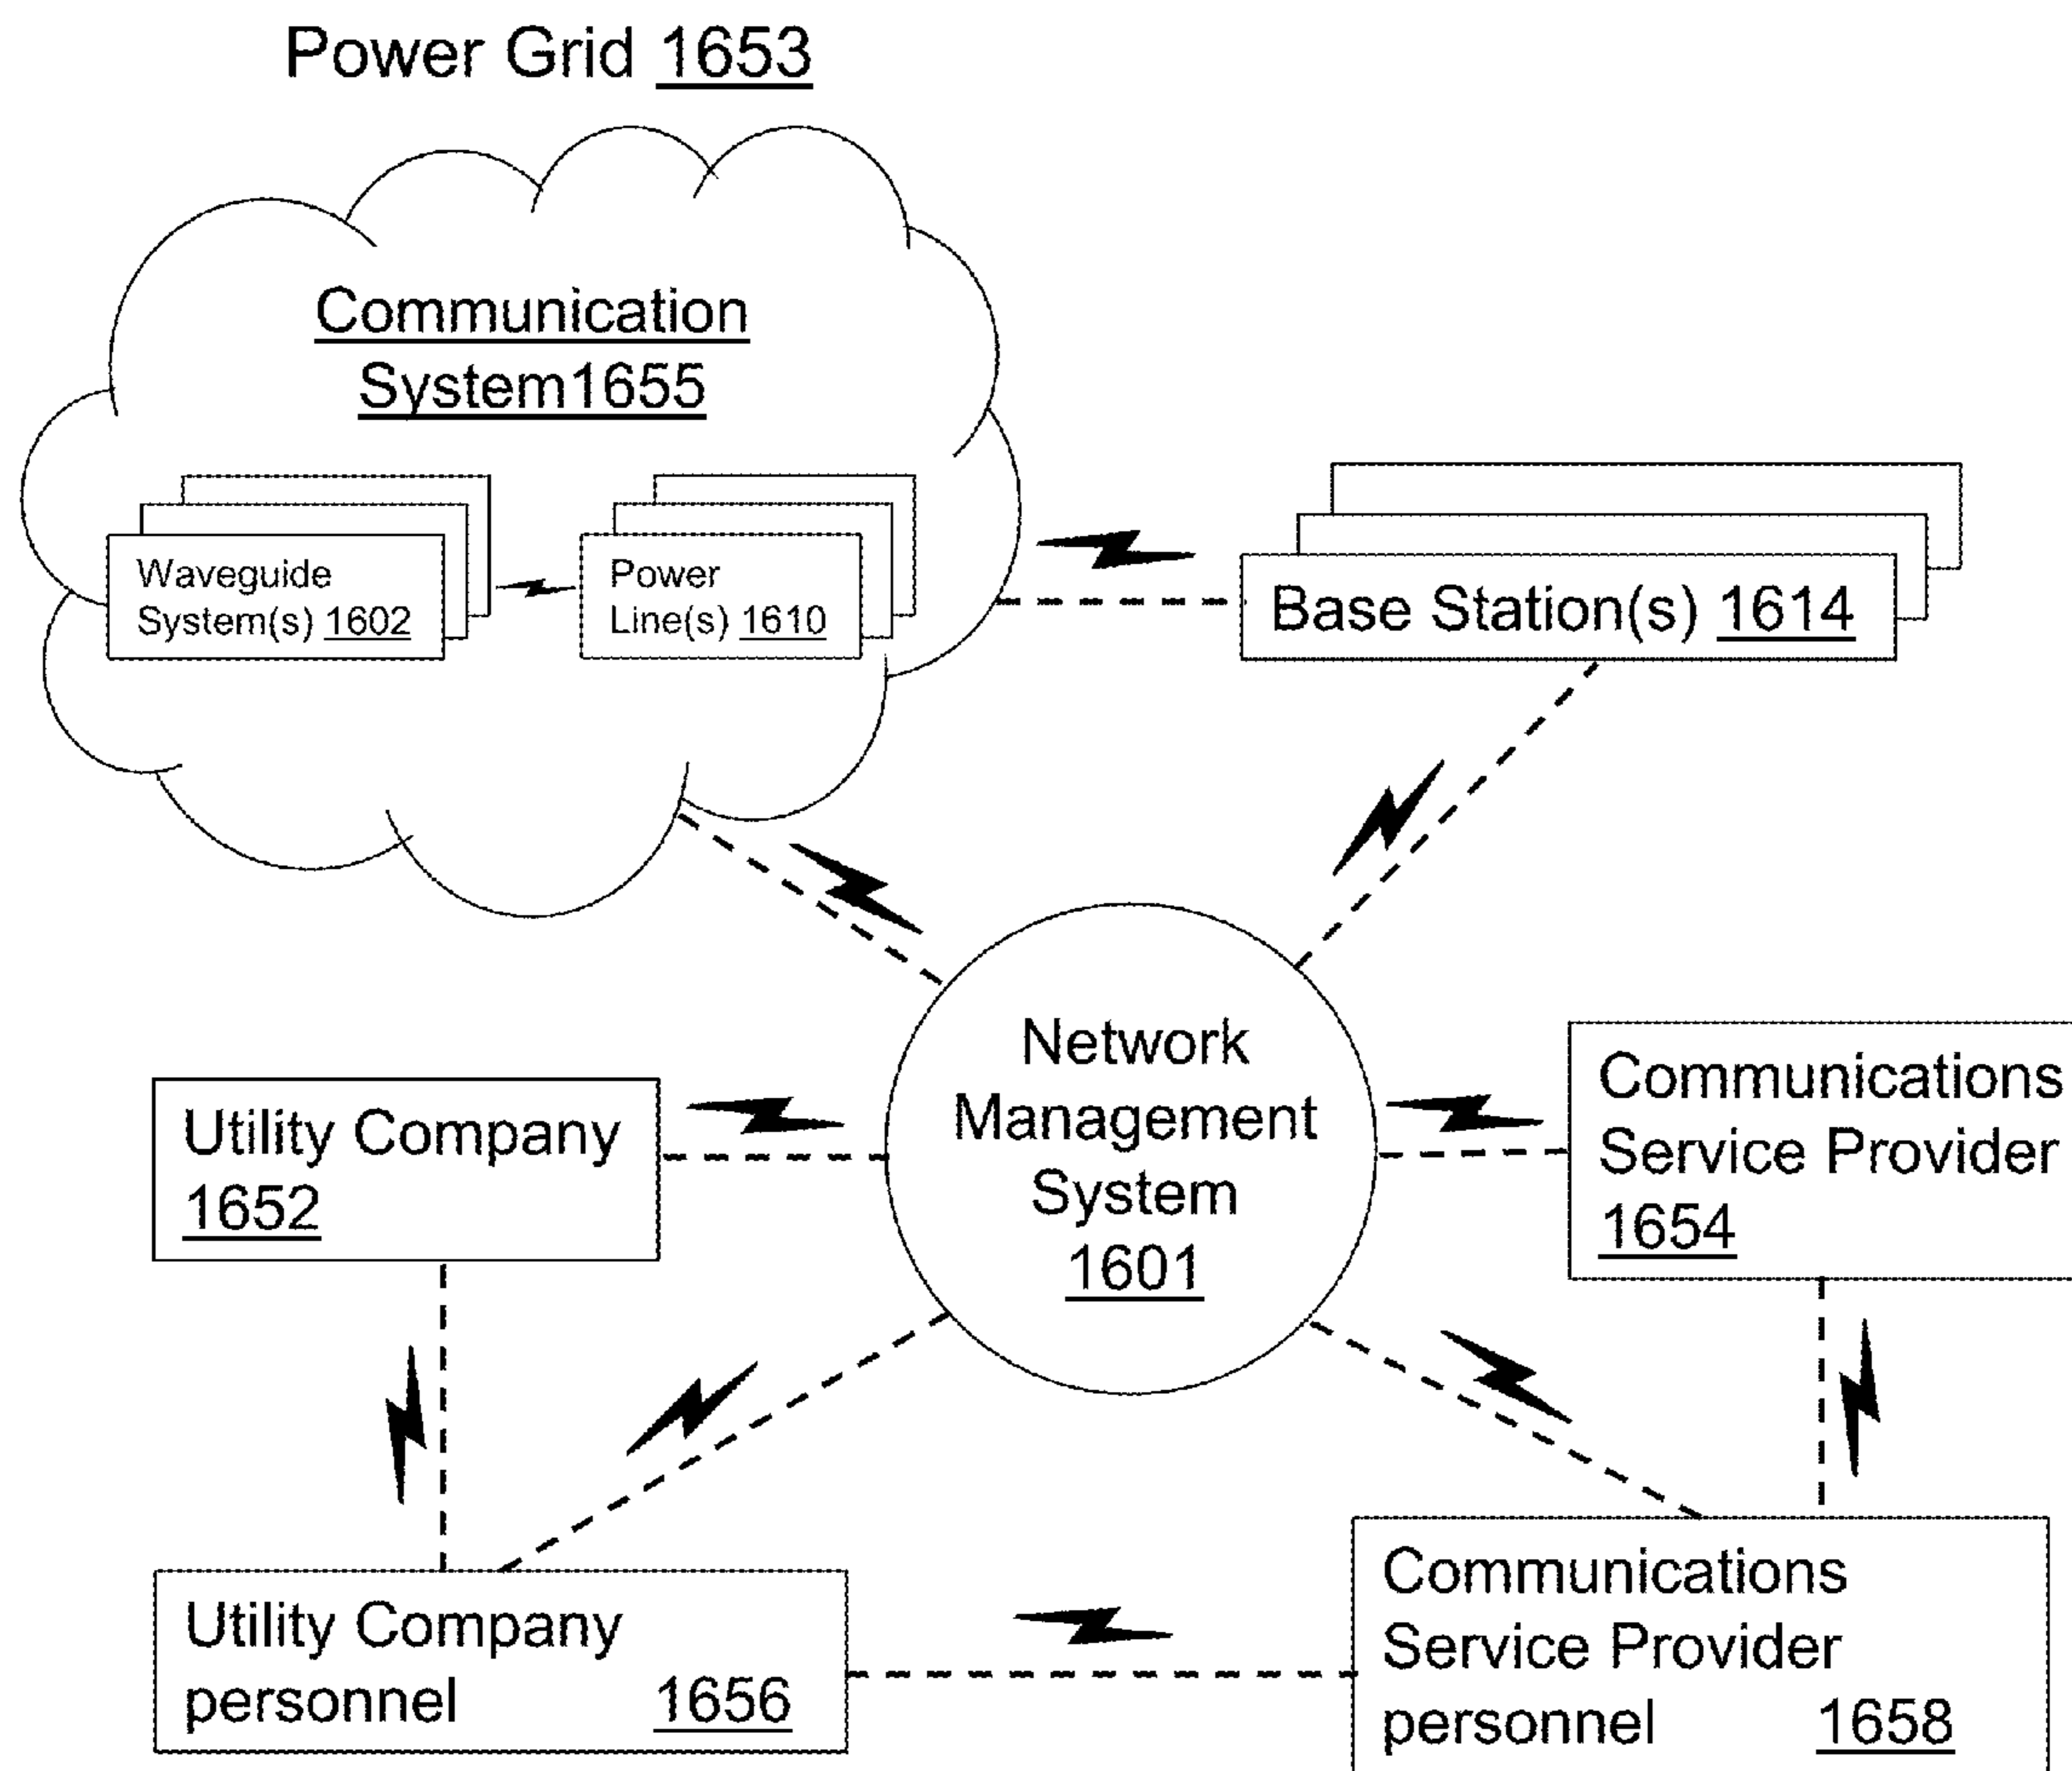 Power Grid 1653
Communication
System1655
Waveguide
System(s) 1602
Power
Line(s) 1610
Base Station(s) 1614
Network
Management
System
1601
Utility Company
1652
Communications
Service Provider
1654
Utility Company
personnel 1656
Communications
Service Provider
personnel 1658